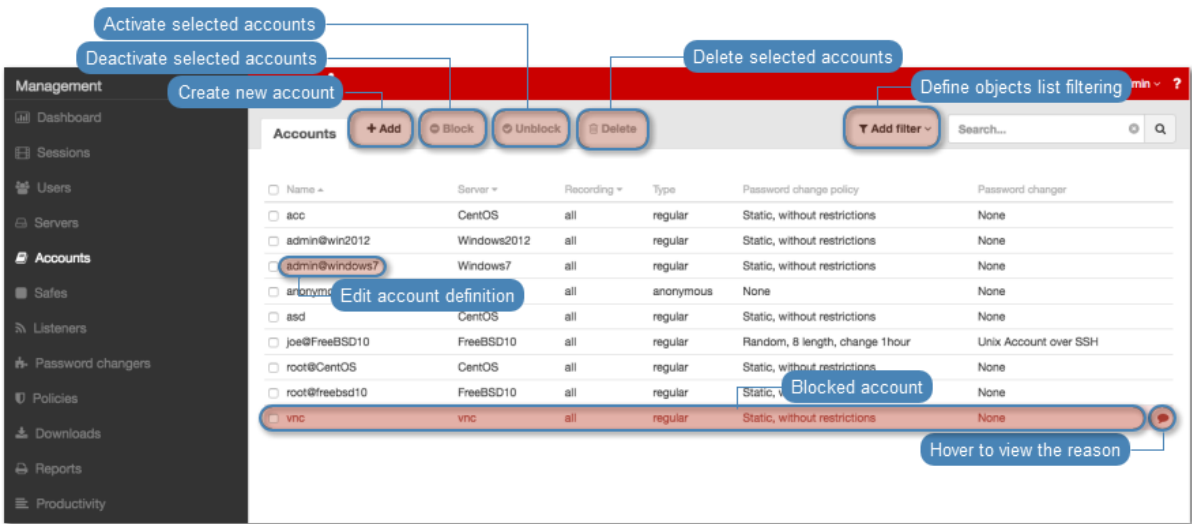 Activate selected accounts
Deactivate selected accounts
Delete selected accounts
Create new account
Define objects list filtering
Management
min
?
Dashboard
Sessions
Users
Servers
Accounts
Safes
Listeners
Password changers
Policies
Downloads
Reports
Productivity
Accounts + Add Block Unblock Delete Add filter Search...
Name Server Recording Type Password change policy Password changer
acc CentOS all regular Static, without restrictions None
admin@win2012 Windows2012 all regular Static, without restrictions None
admin@windows7 Windows7 all regular Static, without restrictions None
anonymo all anonymous None None
Edit account definition
asd CentOS all regular Static, without restrictions None
joe@FreeBSD10 FreeBSD10 all regular Random, 8 length, change 1hour Unix Account over SSH
root@CentOS CentOS all regular Static, without restrictions None
root@freebsd10 FreeBSD10 all regular Static, None
Blocked account
vnc vnc all regular Static, without restrictions None
Hover to view the reason